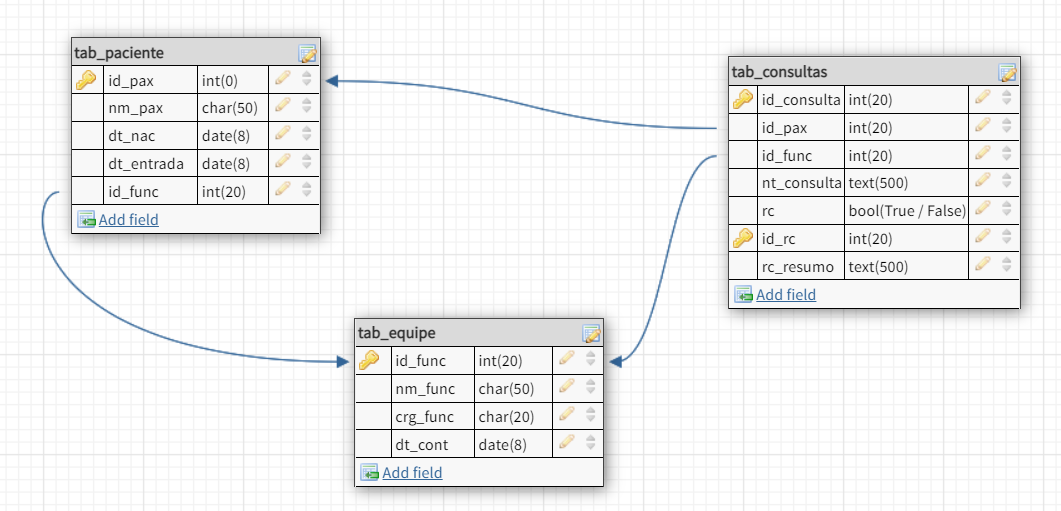 tab_paciente
id_pax int(0)
nm_pax char(50)
dt_nac date(8)
dt_entrada date(8)
id_func int(20)
Add field
tab_consultas
id_consulta int(20)
id_pax int(20)
id_func int(20)
nt_consulta text(500)
rc bool(True / False)
id_rc int(20)
rc_resumo text(500)
Add field
tab_equipe
id_func int(20)
nm_func char(50)
crg_func char(20)
dt_cont date(8)
Add field